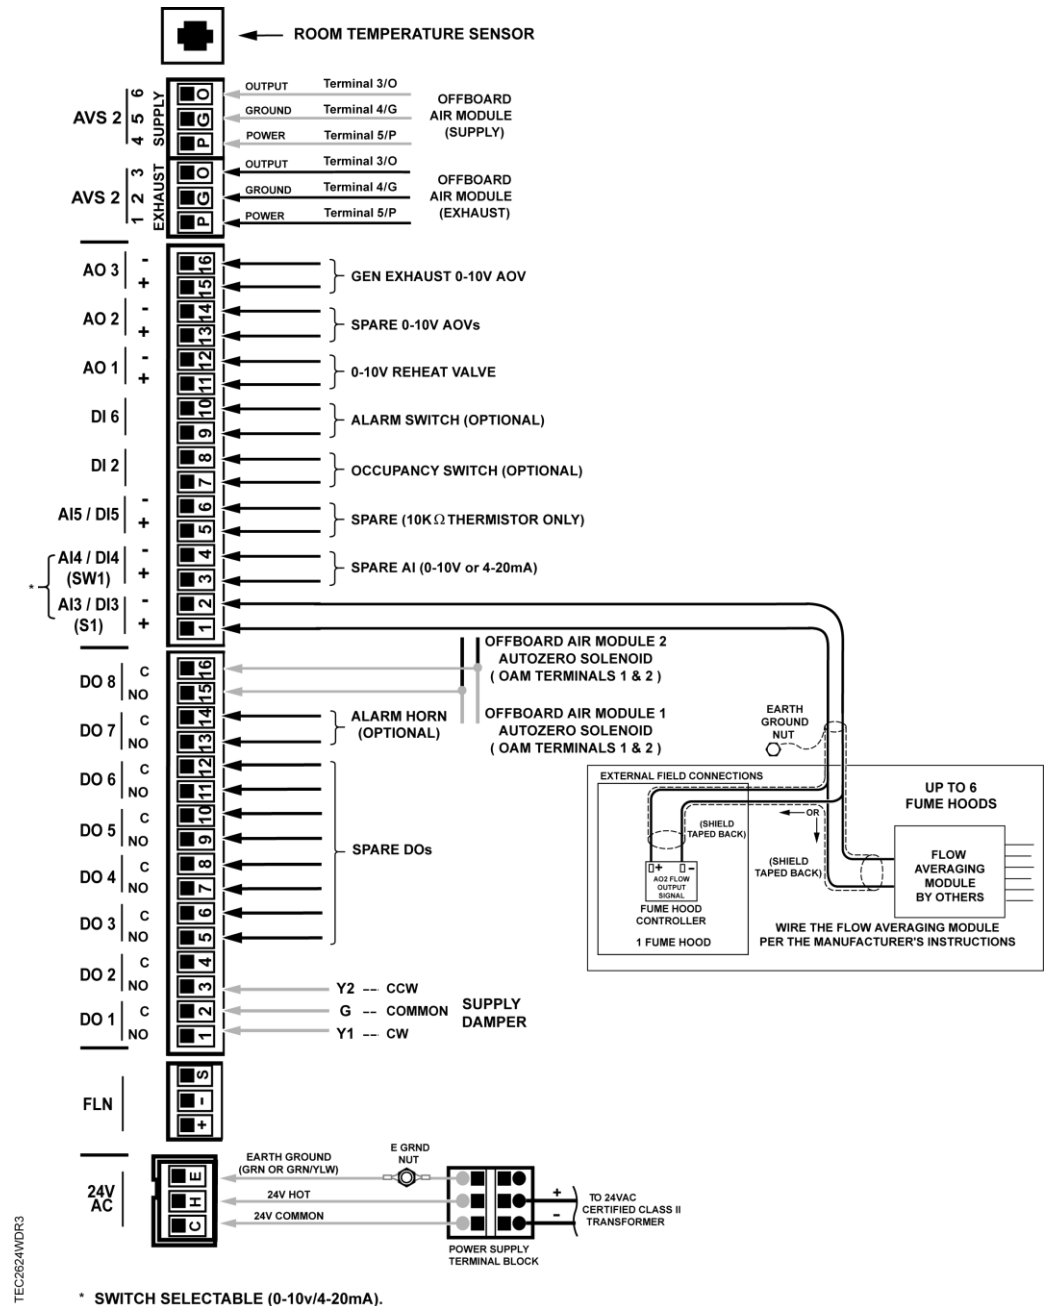 ROOM TEMPERATURE SENSOR
AVS 2
4 5 6
SUPPLY
O
G
P
OUTPUT
Terminal 3/O
GROUND
Terminal 4/G
POWER
Terminal 5/P
OFFBOARD
AIR MODULE
(SUPPLY)
AVS 2
1 2 3
EXHAUST
O
G
P
OUTPUT
Terminal 3/O
GROUND
Terminal 4/G
POWER
Terminal 5/P
OFFBOARD
AIR MODULE
(EXHAUST)
AO 3
-
+
16
15
GEN EXHAUST 0-10V AOV
AO 2
-
+
14
13
SPARE 0-10V AOVs
AO 1
-
+
12
11
0-10V REHEAT VALVE
DI 6
10
9
ALARM SWITCH (OPTIONAL)
DI 2
8
7
OCCUPANCY SWITCH (OPTIONAL)
AI5 / DI5
-
+
6
5
SPARE (10KΩ THERMISTOR ONLY)
*
AI4 / DI4
(SW1)
-
+
4
3
SPARE AI (0-10V or 4-20mA)
AI3 / DI3
(S1)
-
+
2
1
OFFBOARD AIR MODULE 2
AUTOZERO SOLENOID
( OAM TERMINALS 1 & 2 )
DO 8
C
NO
16
15
OFFBOARD AIR MODULE 1
AUTOZERO SOLENOID
( OAM TERMINALS 1 & 2 )
DO 7
C
NO
14
13
ALARM HORN
(OPTIONAL)
DO 6
C
NO
12
11
DO 5
C
NO
10
9
SPARE DOs
DO 4
C
NO
8
7
DO 3
C
NO
6
5
DO 2
C
NO
4
3
Y2 -- CCW
DO 1
C
NO
2
1
G -- COMMON
Y1 -- CW
SUPPLY
DAMPER
EARTH
GROUND
NUT
EXTERNAL FIELD CONNECTIONS
UP TO 6
FUME HOODS
OR
(SHIELD
TAPED BACK)
(SHIELD
TAPED BACK)
FLOW
AVERAGING
MODULE
BY OTHERS
+
-
AO2 FLOW
OUTPUT
SIGNAL
FUME HOOD
CONTROLLER
1 FUME HOOD
WIRE THE FLOW AVERAGING MODULE
PER THE MANUFACTURER'S INSTRUCTIONS
FLN
S
-
+
24V
AC
E
H
C
EARTH GROUND
(GRN OR GRN/YLW)
E GRND
NUT
24V HOT
24V COMMON
+
-
TO 24VAC
CERTIFIED CLASS II
TRANSFORMER
POWER SUPPLY
TERMINAL BLOCK
TEC2624WDR3
* SWITCH SELECTABLE (0-10v/4-20mA).